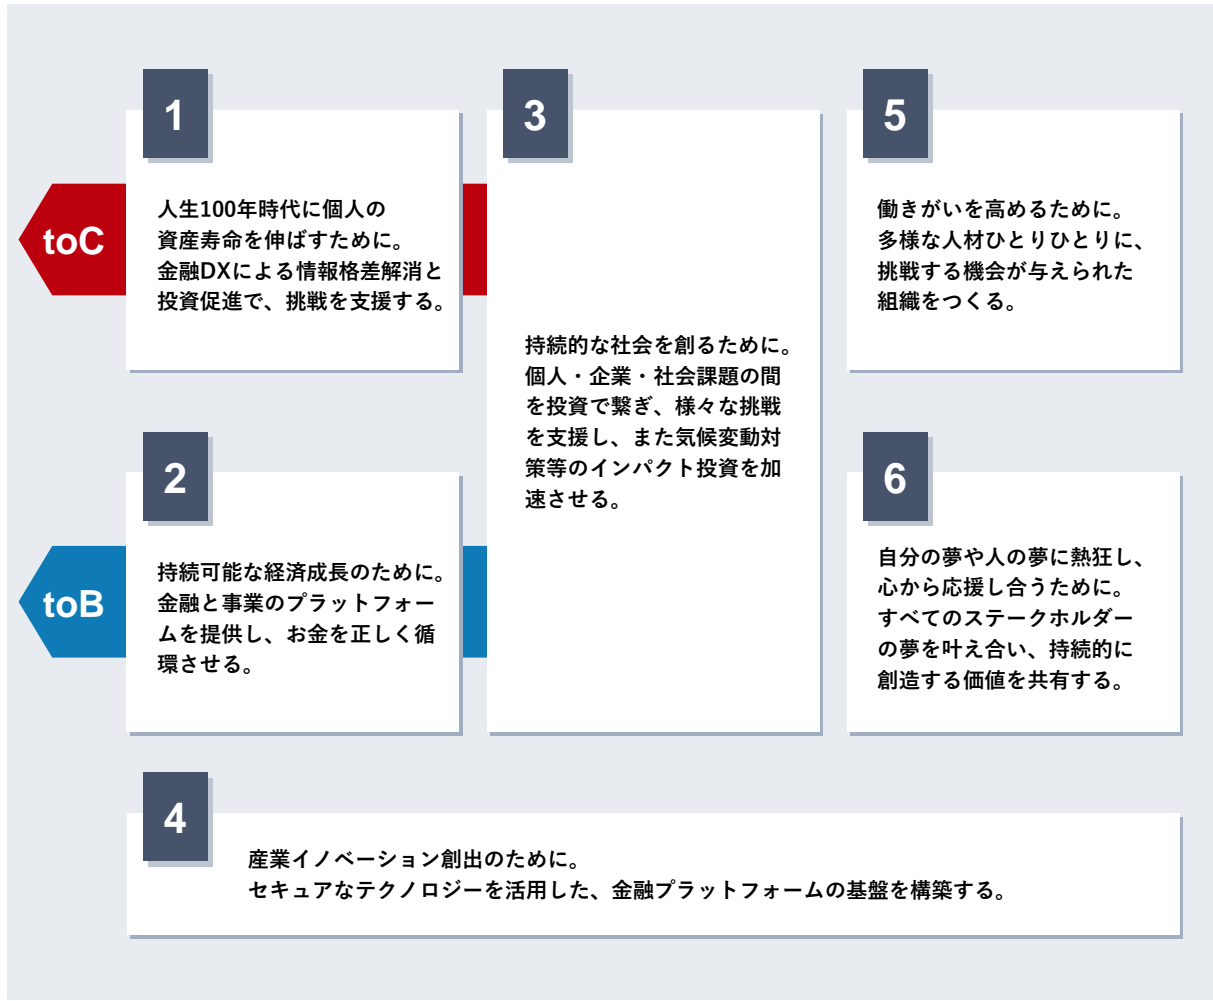 toC
1
人生100年時代に個人の
資産寿命を伸ばすために。
金融DXによる情報格差解消と
投資促進で、挑戦を支援する。
toB
2
持続可能な経済成長のために。
金融と事業のプラットフォー
ムを提供し、お金を正しく循
環させる。
3
持続的な社会を創るために。
個人・企業・社会課題の間
を投資で繋ぎ、様々な挑戦
を支援し、また気候変動対
策等のインパクト投資を加
速させる。
4
産業イノベーション創出のために。
セキュアなテクノロジーを活用した、金融プラットフォームの基盤を構築する。
5
働きがいを高めるために。
多様な人材ひとりひとりに、
挑戦する機会が与えられた
組織をつくる。
6
自分の夢や人の夢に熱狂し、
心から応援し合うために。
すべてのステークホルダー
の夢を叶え合い、持続的に
創造する価値を共有する。